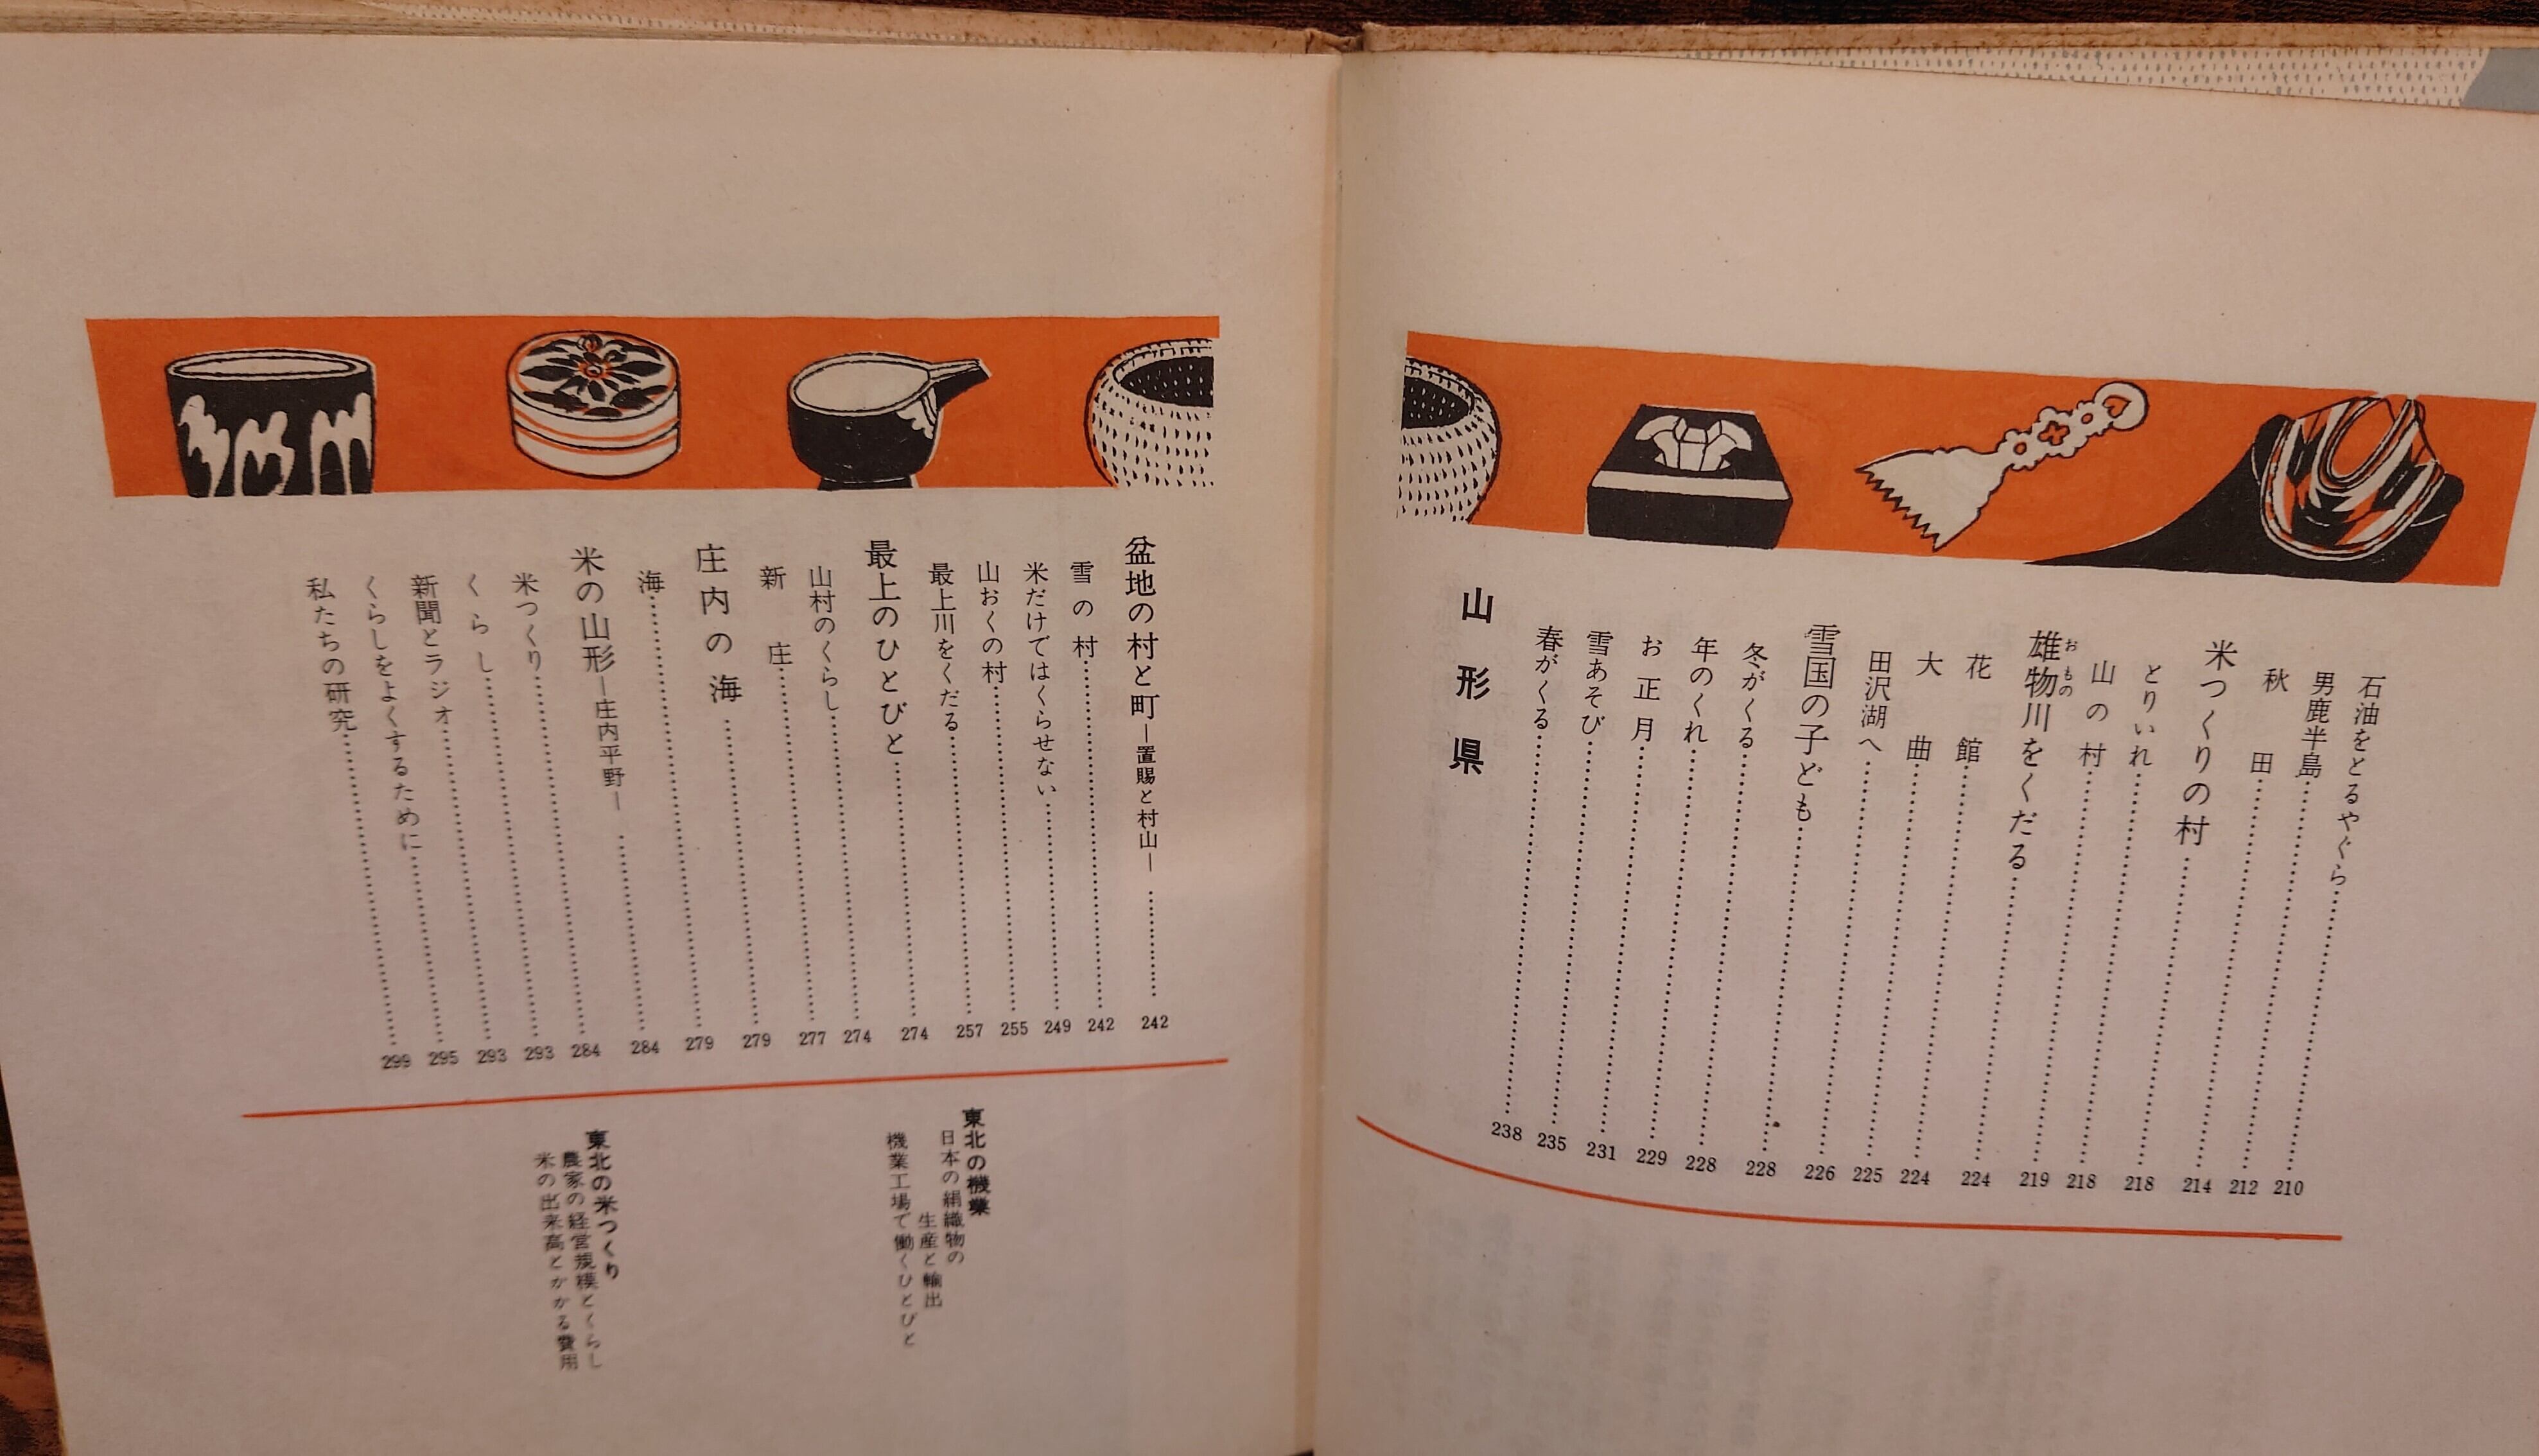 石油をとるやぐら……210
男鹿半島……212
秋田……214
米つくりの村……218
とりいれ……218
山の村……219
雄物川をくだる……224
おもの
花館……224
大曲……225
田沢湖へ……226
雪国の子ども……228
冬がくる……228
年のくれ……229
お正月……231
雪あそび……235
春がくる……238
山形県
盆地の村と町―置賜と村山―……242
雪の村……242
米だけではくらせない……249
山おくの村……255
最上川をくだる……257
最上のひとびと……274
山村のくらし……274
新庄……277
庄内の海……279
海……279
米の山形―庄内平野―……284
米つくり……284
くらし……293
新聞とラジオ……293
くらしをよくするために……295
私たちの研究……299
東北の機業
日本の絹織物の
生産と輸出
機業工場で働くひとびと
東北の米つくり
農家の経営規模とくらし
米の出来高とかかる費用